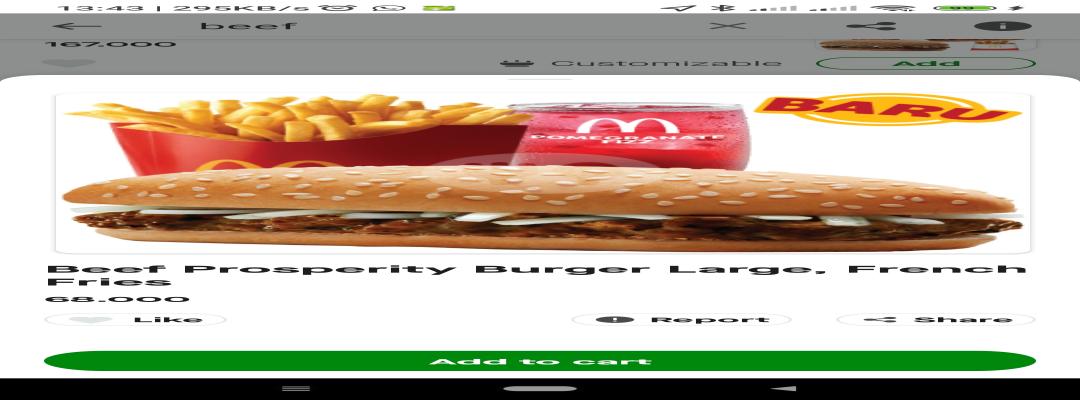 13:43 | 295KB/s
99
beef
167.000
Customizable
Add
BARU
POMEGRANATE
FIZZ
Beef Prosperity Burger Large, French
Fries
68.000
Like
Report
Share
Add to cart